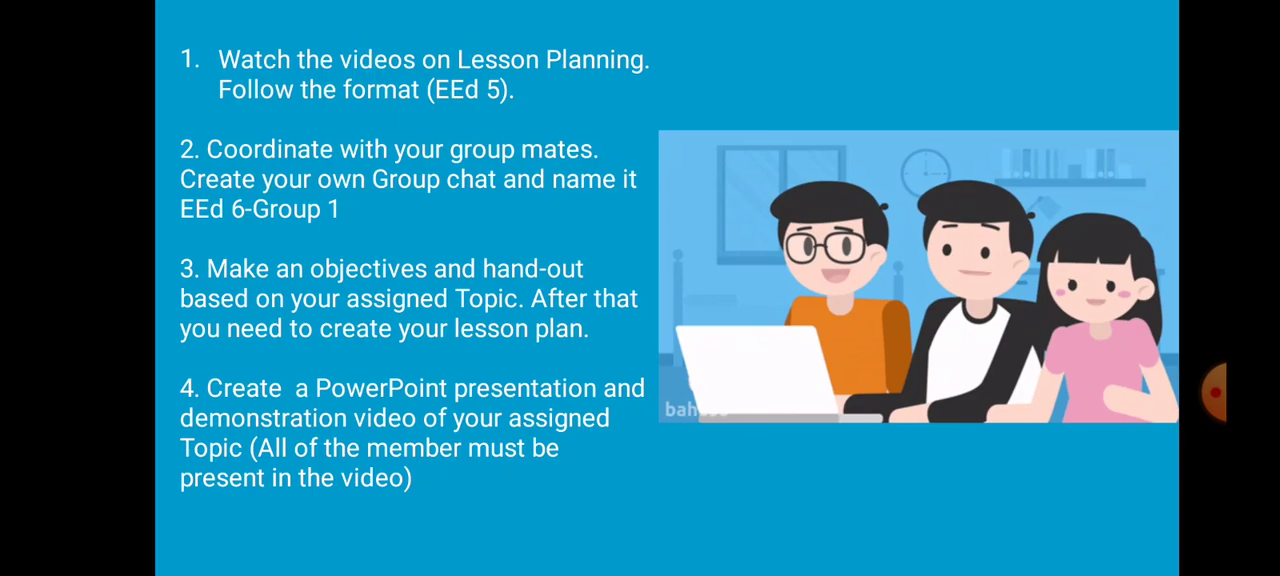 1. Watch the videos on Lesson Planning.
Follow the format (EEd 5).
2. Coordinate with your group mates.
Create your own Group chat and name it
EEd 6-Group 1
3. Make an objectives and hand-out
based on your assigned Topic. After that
you need to create your lesson plan.
4. Create  a PowerPoint presentation and
demonstration video of your assigned
Topic (All of the member must be
present in the video)